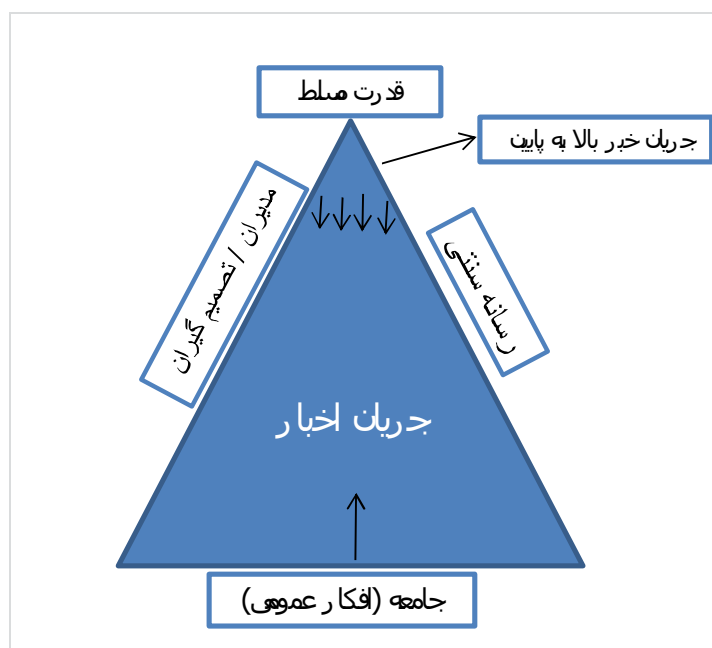 قدرت مسلط
جریان خبر بالا به پایین
مدیران / تصمیم گیران
رسانه سنتی
جریان اخبار
جامعه (افکار عمومی)